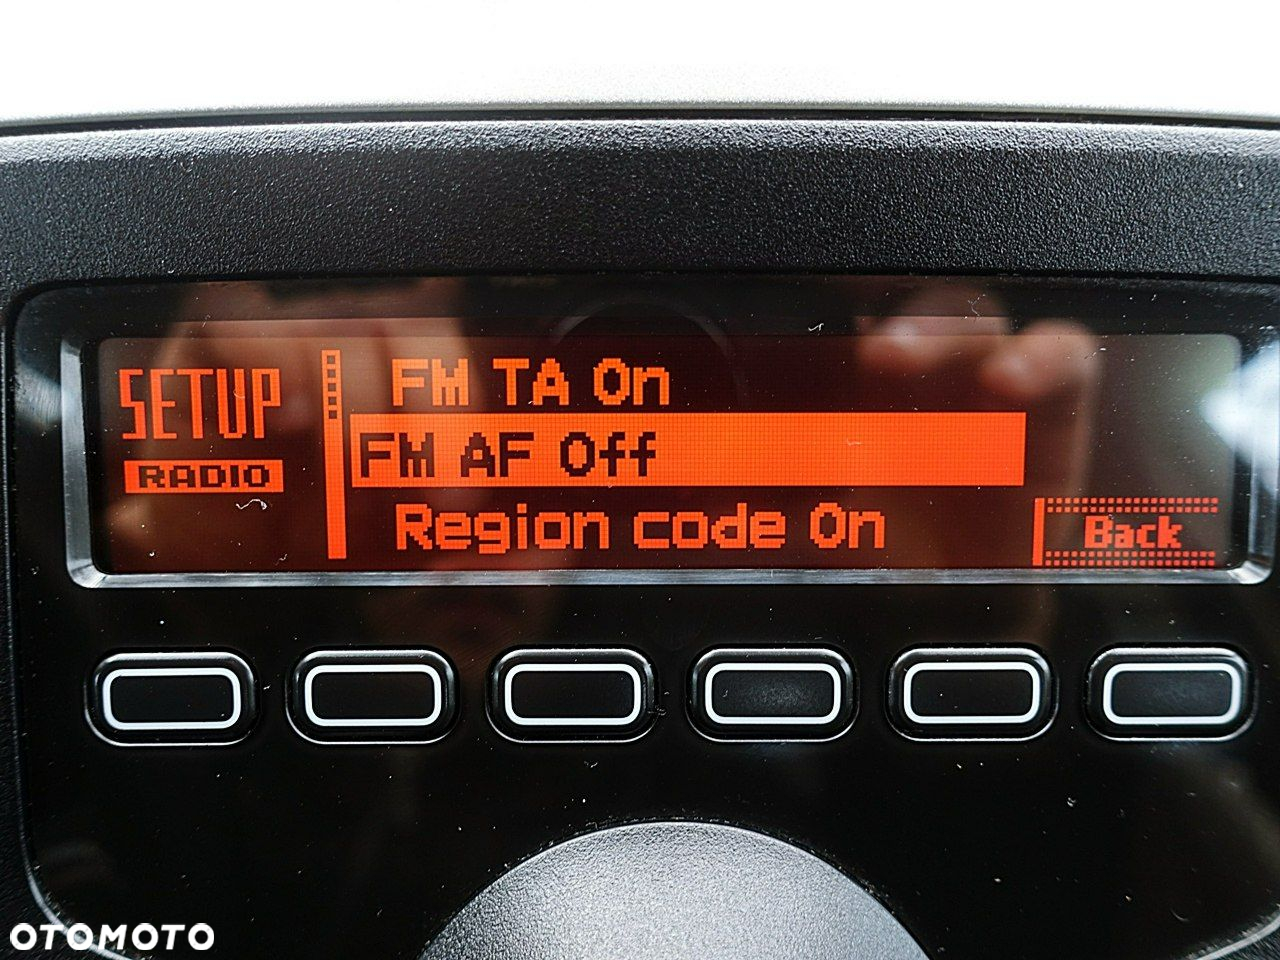 SETUP
RADIO
FM TA On
FM AF Off
Region code On
Back
OTOMOTO